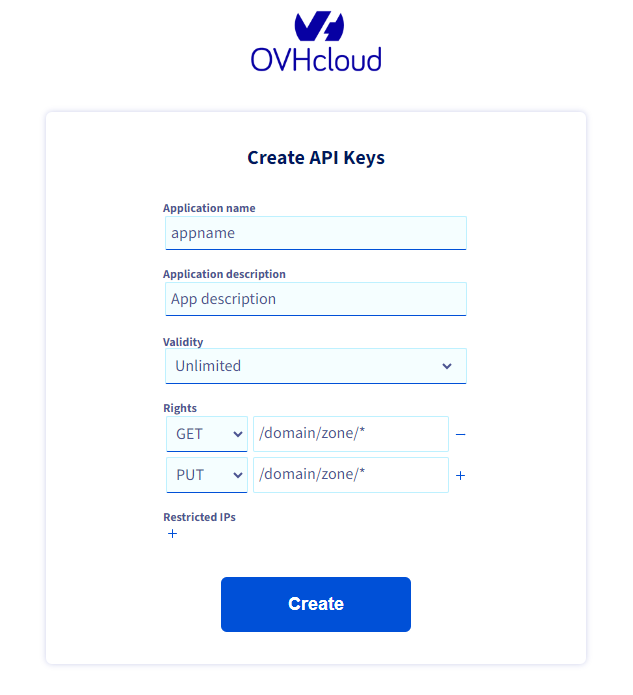 OVHcloud
Create API Keys
Application name
appname
Application description
App description
Validity
Unlimited
Rights
GET /domain/zone/* −
PUT /domain/zone/* +
Restricted IPs
+
Create